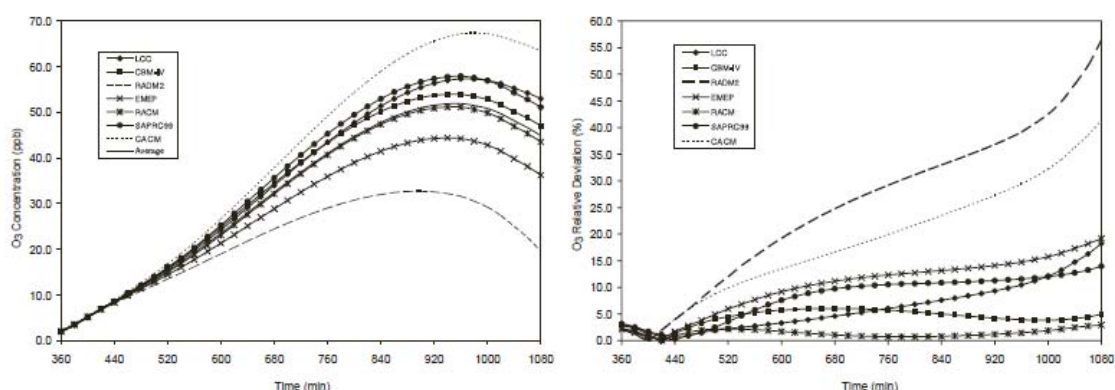 O3 Concentration (ppb)
70.0
60.0
50.0
40.0
30.0
20.0
10.0
0.0
LCC
CBM-IV
RADM2
EMEP
RACM
SAPRC99
CACM
Average
360 440 520 600 680 760 840 920 1000 1080
Time (min)
O3 Relative Deviation (%)
60.0
55.0
50.0
45.0
40.0
35.0
30.0
25.0
20.0
15.0
10.0
5.0
0.0
LCC
CBM-IV
RADM2
EMEP
RACM
SAPRC99
CACM
360 440 520 600 680 760 840 920 1000 1080
Time (min)